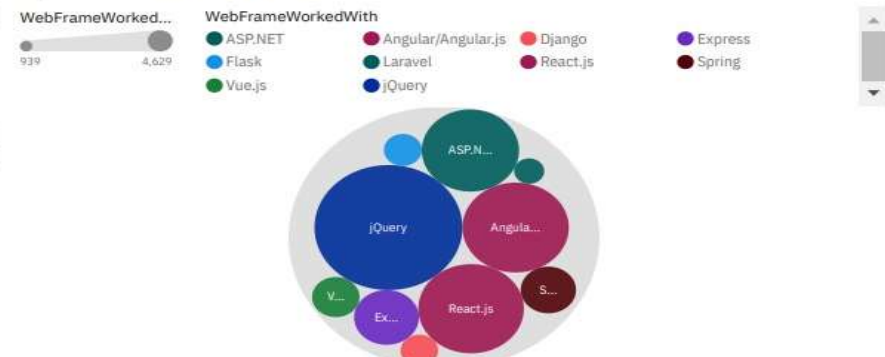 WebFrameWorked...
939 4,629
WebFrameWorkedWith
ASP.NET Angular/Angular.js Django Express
Flask Laravel React.js Spring
Vue.js jQuery
ASP.N...
jQuery
Angula...
V...
Ex...
React.js
S...